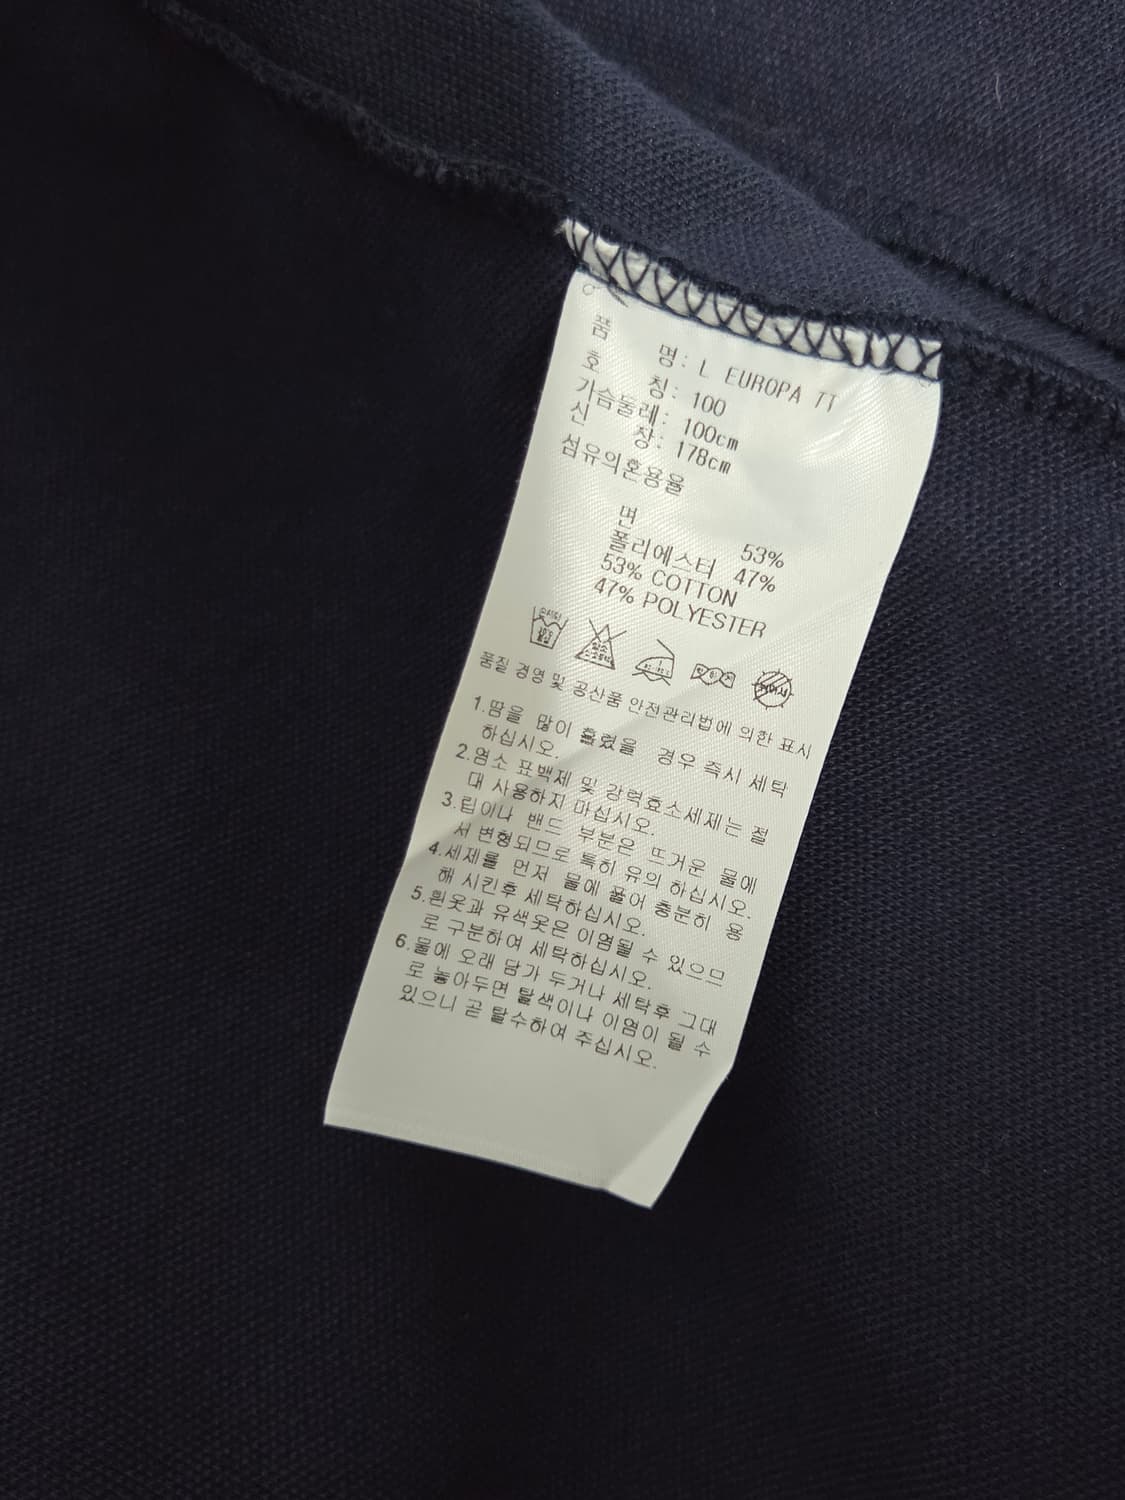 품 명: L EUROPA TT
호 칭: 100
가슴둘레: 100cm
신 장: 178cm
섬유의혼용율
면 53%
폴리에스터 47%
53% COTTON
47% POLYESTER
품질 경영 및 공산품 안전관리법에 의한 표시
1.땀을 많이 흘렸을 경우 즉시 세탁
하십시오.
2.염소 표백제 및 강력효소세제는 절
대 사용하지 마십시오.
3.립이나 밴드 부분은 뜨거운 물에
서 변형되므로 특히 유의 하십시오.
4.세제를 먼저 물에 풀어 충분히 용
해 시킨후 세탁하십시오.
5.흰옷과 유색옷은 이염될 수 있으므
로 구분하여 세탁하십시오.
6.물에 오래 담가 두거나 세탁후 그대
로 놓아두면 탈색이나 이염이 될 수
있으니 곧 탈수하여 주십시오.